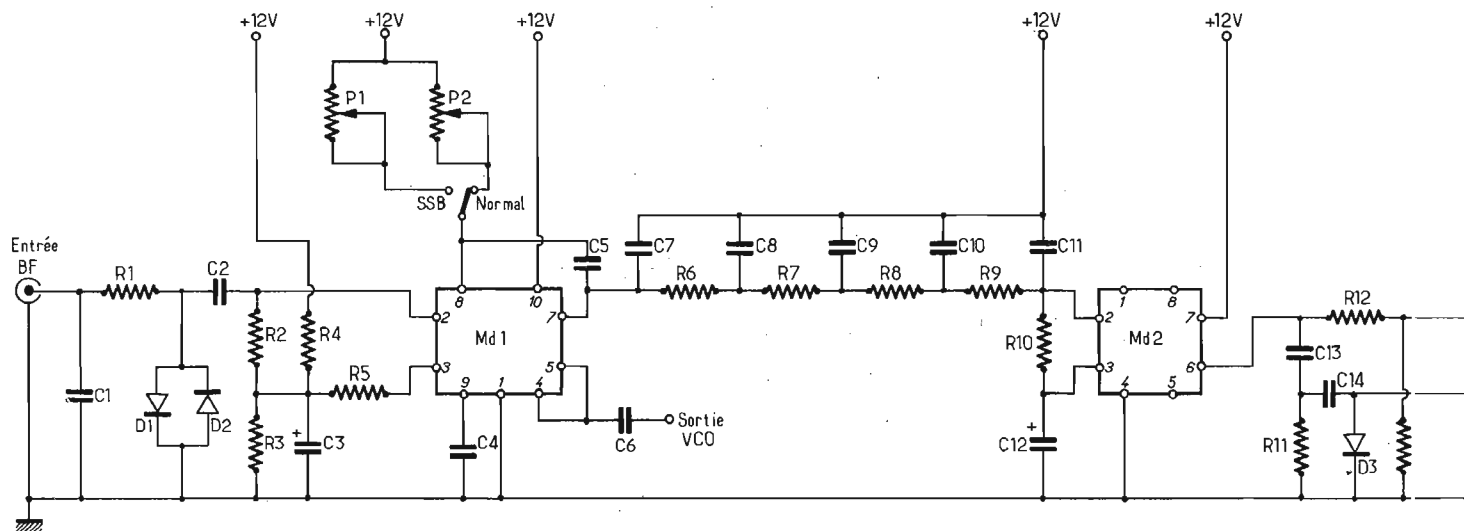 +12V +12V +12V +12V +12V
P1 P2
SSB Normal
Entrée
BF
R1 C2 C5 C7 C8 C9 C10 C11
R6 R7 R8 R9 R12
8 10 1 8
2 7 2 7
R2 R4 Md1 R10 Md2 C13
3 5 3 6
R5 C14
9 1 4 4 5
C1 D1 D2 R3 C3 + C4 C6 Sortie
VCO
C12 + R11 D3